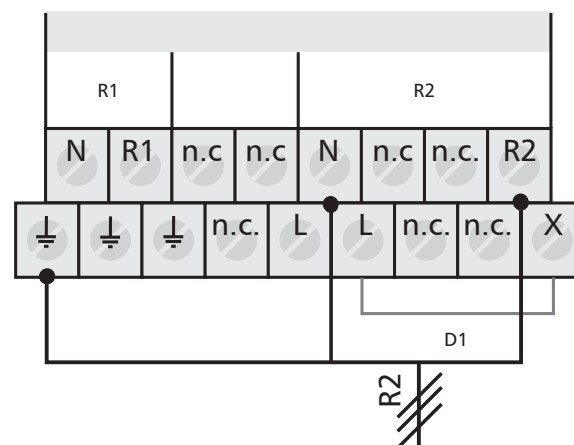 R1 R2
N R1 n.c n.c N n.c n.c. R2
n.c. L L n.c. n.c. X
D1
R2